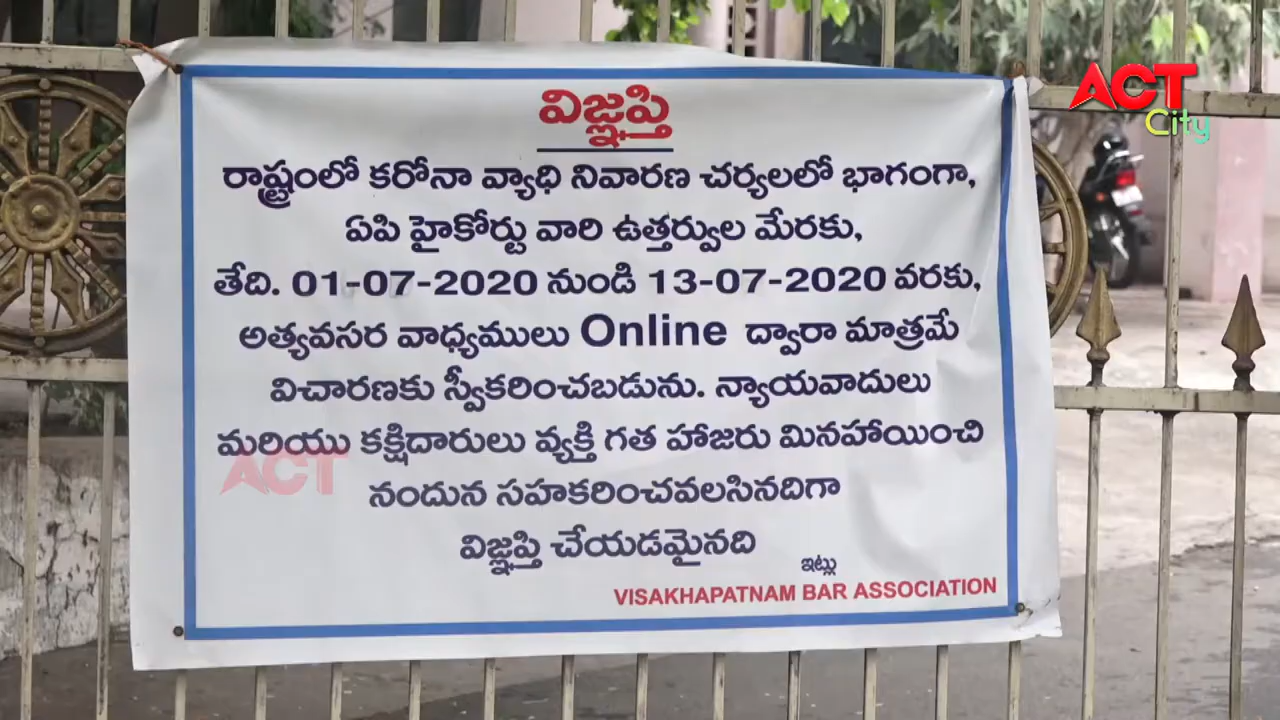 ACT
City
విజ్ఞప్తి
రాష్ట్రంలో కరోనా వ్యాధి నివారణ చర్యలలో భాగంగా,
ఏపి హైకోర్టు వారి ఉత్తర్వుల మేరకు,
తేది. 01-07-2020 నుండి 13-07-2020 వరకు,
అత్యవసర వాధ్యములు Online ద్వారా మాత్రమే
విచారణకు స్వీకరించబడును. న్యాయవాదులు
మరియు కక్షిదారులు వ్యక్తి గత హాజరు మినహాయించి
ACT
నందున సహకరించవలసినదిగా
విజ్ఞప్తి చేయడమైనది
ఇట్లు
VISAKHAPATNAM BAR ASSOCIATION